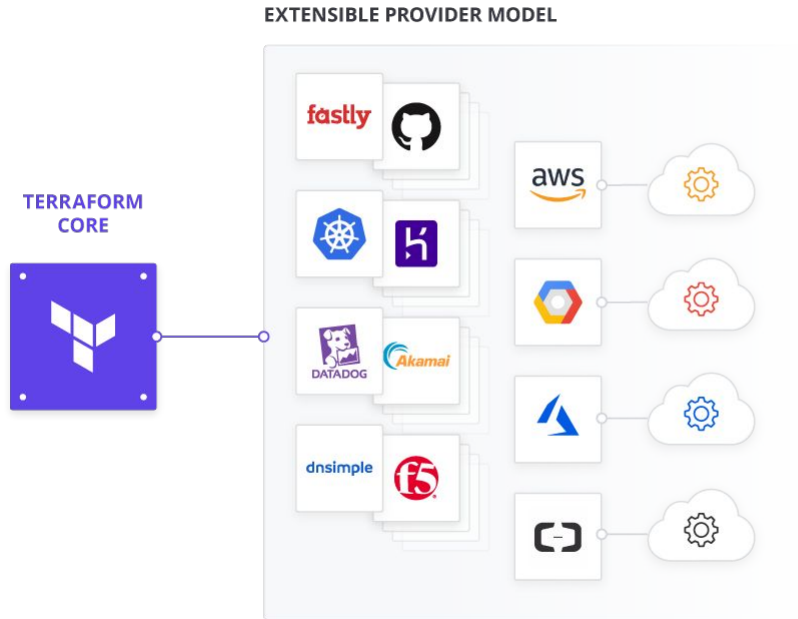 EXTENSIBLE PROVIDER MODEL
TERRAFORM
CORE
fastly
aws
DATADOG
Akamai
dnsimple
f5